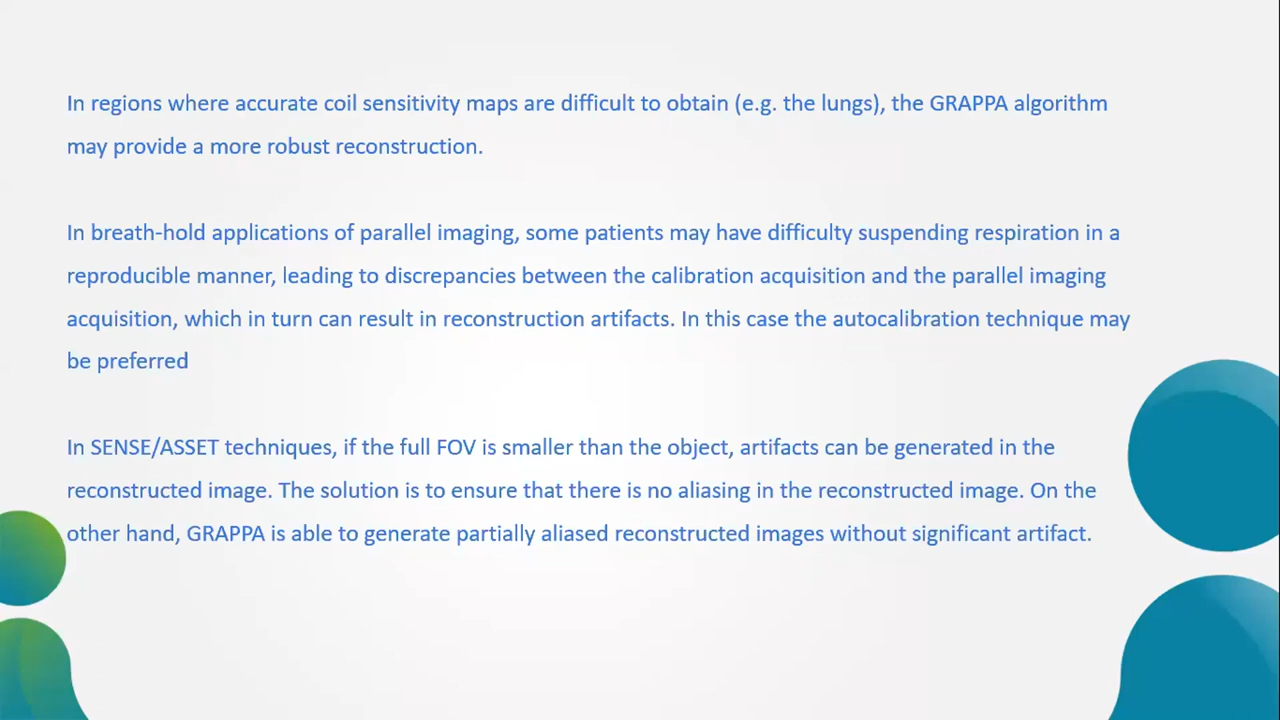 In regions where accurate coil sensitivity maps are difficult to obtain (e.g. the lungs), the GRAPPA algorithm
may provide a more robust reconstruction.
In breath-hold applications of parallel imaging, some patients may have difficulty suspending respiration in a
reproducible manner, leading to discrepancies between the calibration acquisition and the parallel imaging
acquisition, which in turn can result in reconstruction artifacts. In this case the autocalibration technique may
be preferred
In SENSE/ASSET techniques, if the full FOV is smaller than the object, artifacts can be generated in the
reconstructed image. The solution is to ensure that there is no aliasing in the reconstructed image. On the
other hand, GRAPPA is able to generate partially aliased reconstructed images without significant artifact.